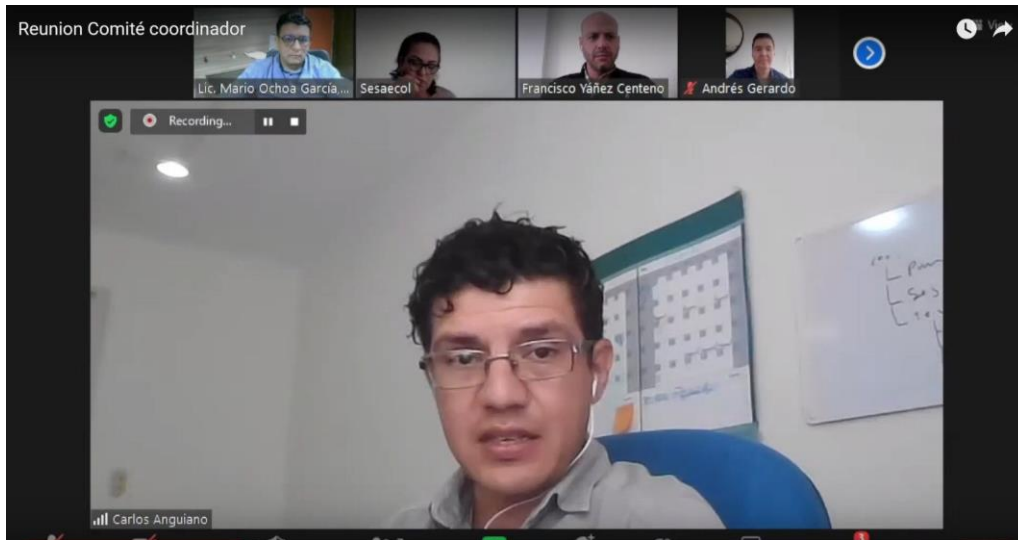 Reunion Comité coordinador
Lic. Mario Ochoa García,...
Sesaecol
Francisco Yáñez Centeno
Andrés Gerardo
Recording...
Carlos Anguiano